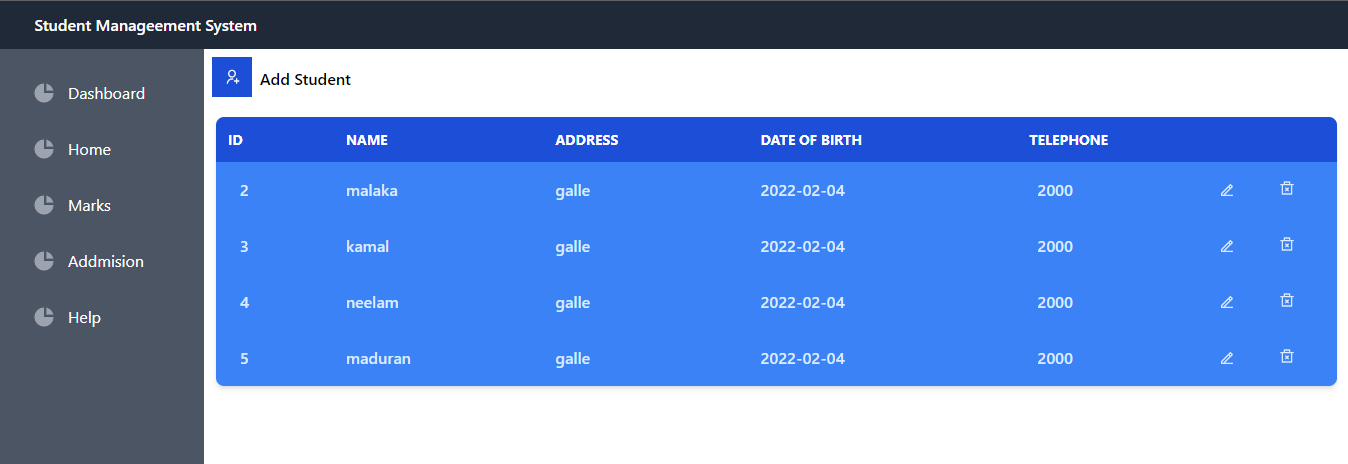 Student Manageement System
Dashboard
Home
Marks
Addmision
Help
Add Student
ID NAME ADDRESS DATE OF BIRTH TELEPHONE
2 malaka galle 2022-02-04 2000
3 kamal galle 2022-02-04 2000
4 neelam galle 2022-02-04 2000
5 maduran galle 2022-02-04 2000